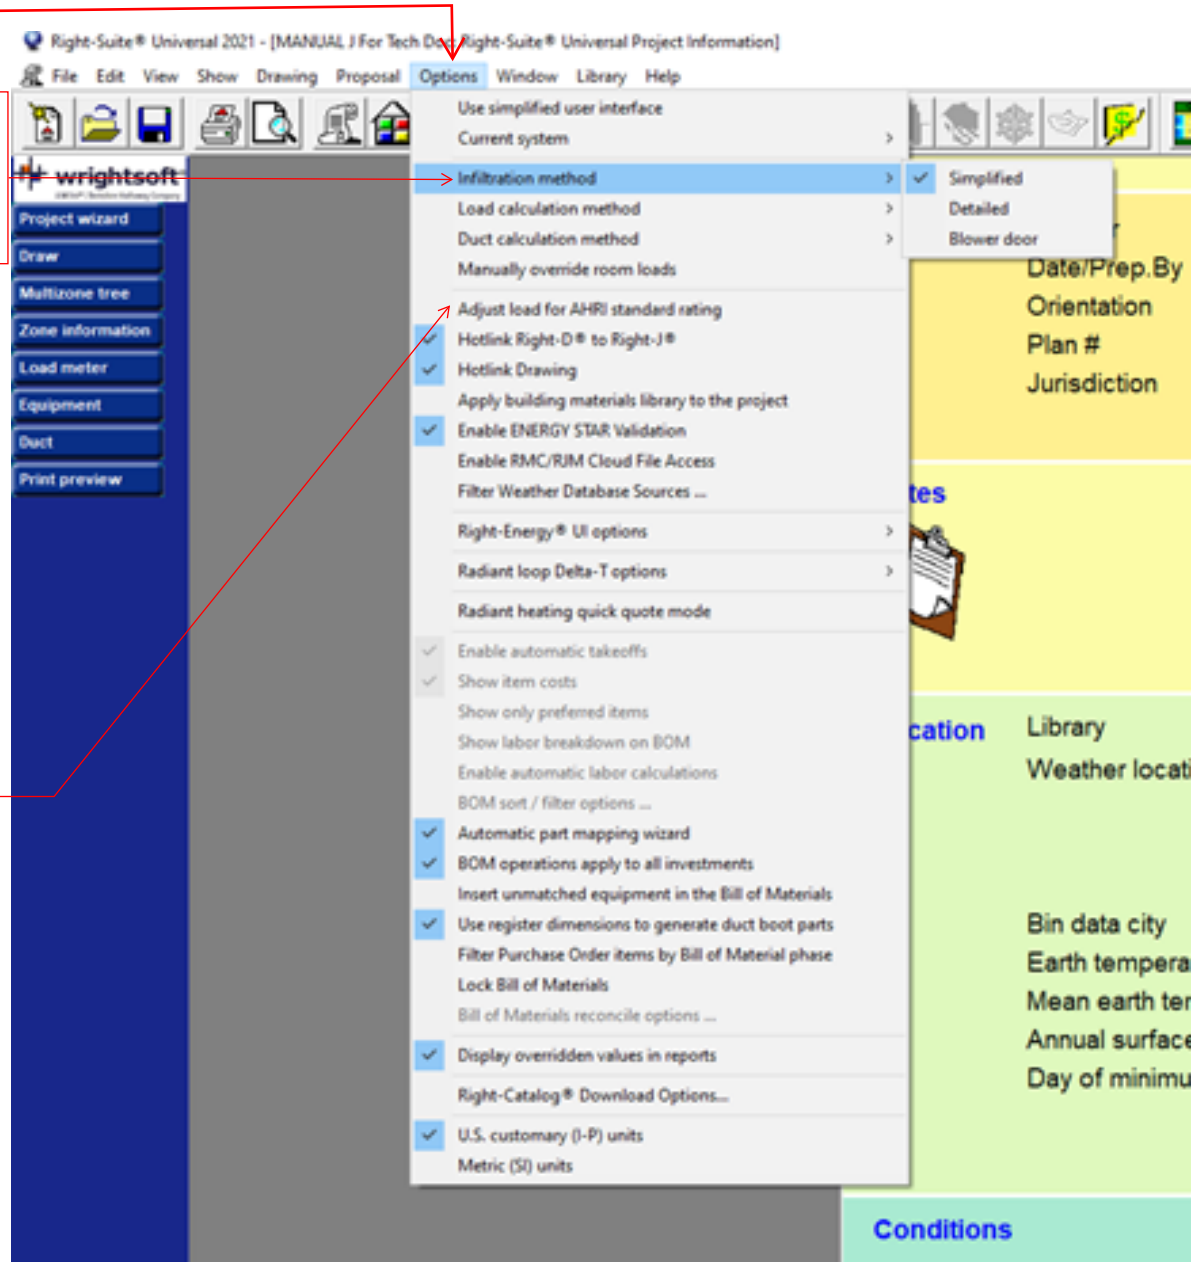 Right-Suite® Universal 2021 - [MANUAL J For Tech Doc: Right-Suite® Universal Project Information]
File Edit View Show Drawing Proposal Options Window Library Help
wrightsoft
Project wizard
Draw
Multizone tree
Zone information
Load meter
Equipment
Duct
Print preview
Use simplified user interface
Current system
Infiltration method
Load calculation method
Duct calculation method
Manually override room loads
Adjust load for AHRI standard rating
Hotlink Right-D® to Right-J®
Hotlink Drawing
Apply building materials library to the project
Enable ENERGY STAR Validation
Enable RMC/RJM Cloud File Access
Filter Weather Database Sources ...
Right-Energy® UI options
Radiant loop Delta-T options
Radiant heating quick quote mode
Enable automatic takeoffs
Show item costs
Show only preferred items
Show labor breakdown on BOM
Enable automatic labor calculations
BOM sort / filter options ...
Automatic part mapping wizard
BOM operations apply to all investments
Insert unmatched equipment in the Bill of Materials
Use register dimensions to generate duct boot parts
Filter Purchase Order items by Bill of Material phase
Lock Bill of Materials
Bill of Materials reconcile options ...
Display overridden values in reports
Right-Catalog® Download Options...
U.S. customary (I-P) units
Metric (SI) units
Simplified
Detailed
Blower door
Date/Prep.By
Orientation
Plan #
Jurisdiction
tes
cation
Library
Weather locati
Bin data city
Earth tempera
Mean earth ter
Annual surface
Day of minimu
Conditions